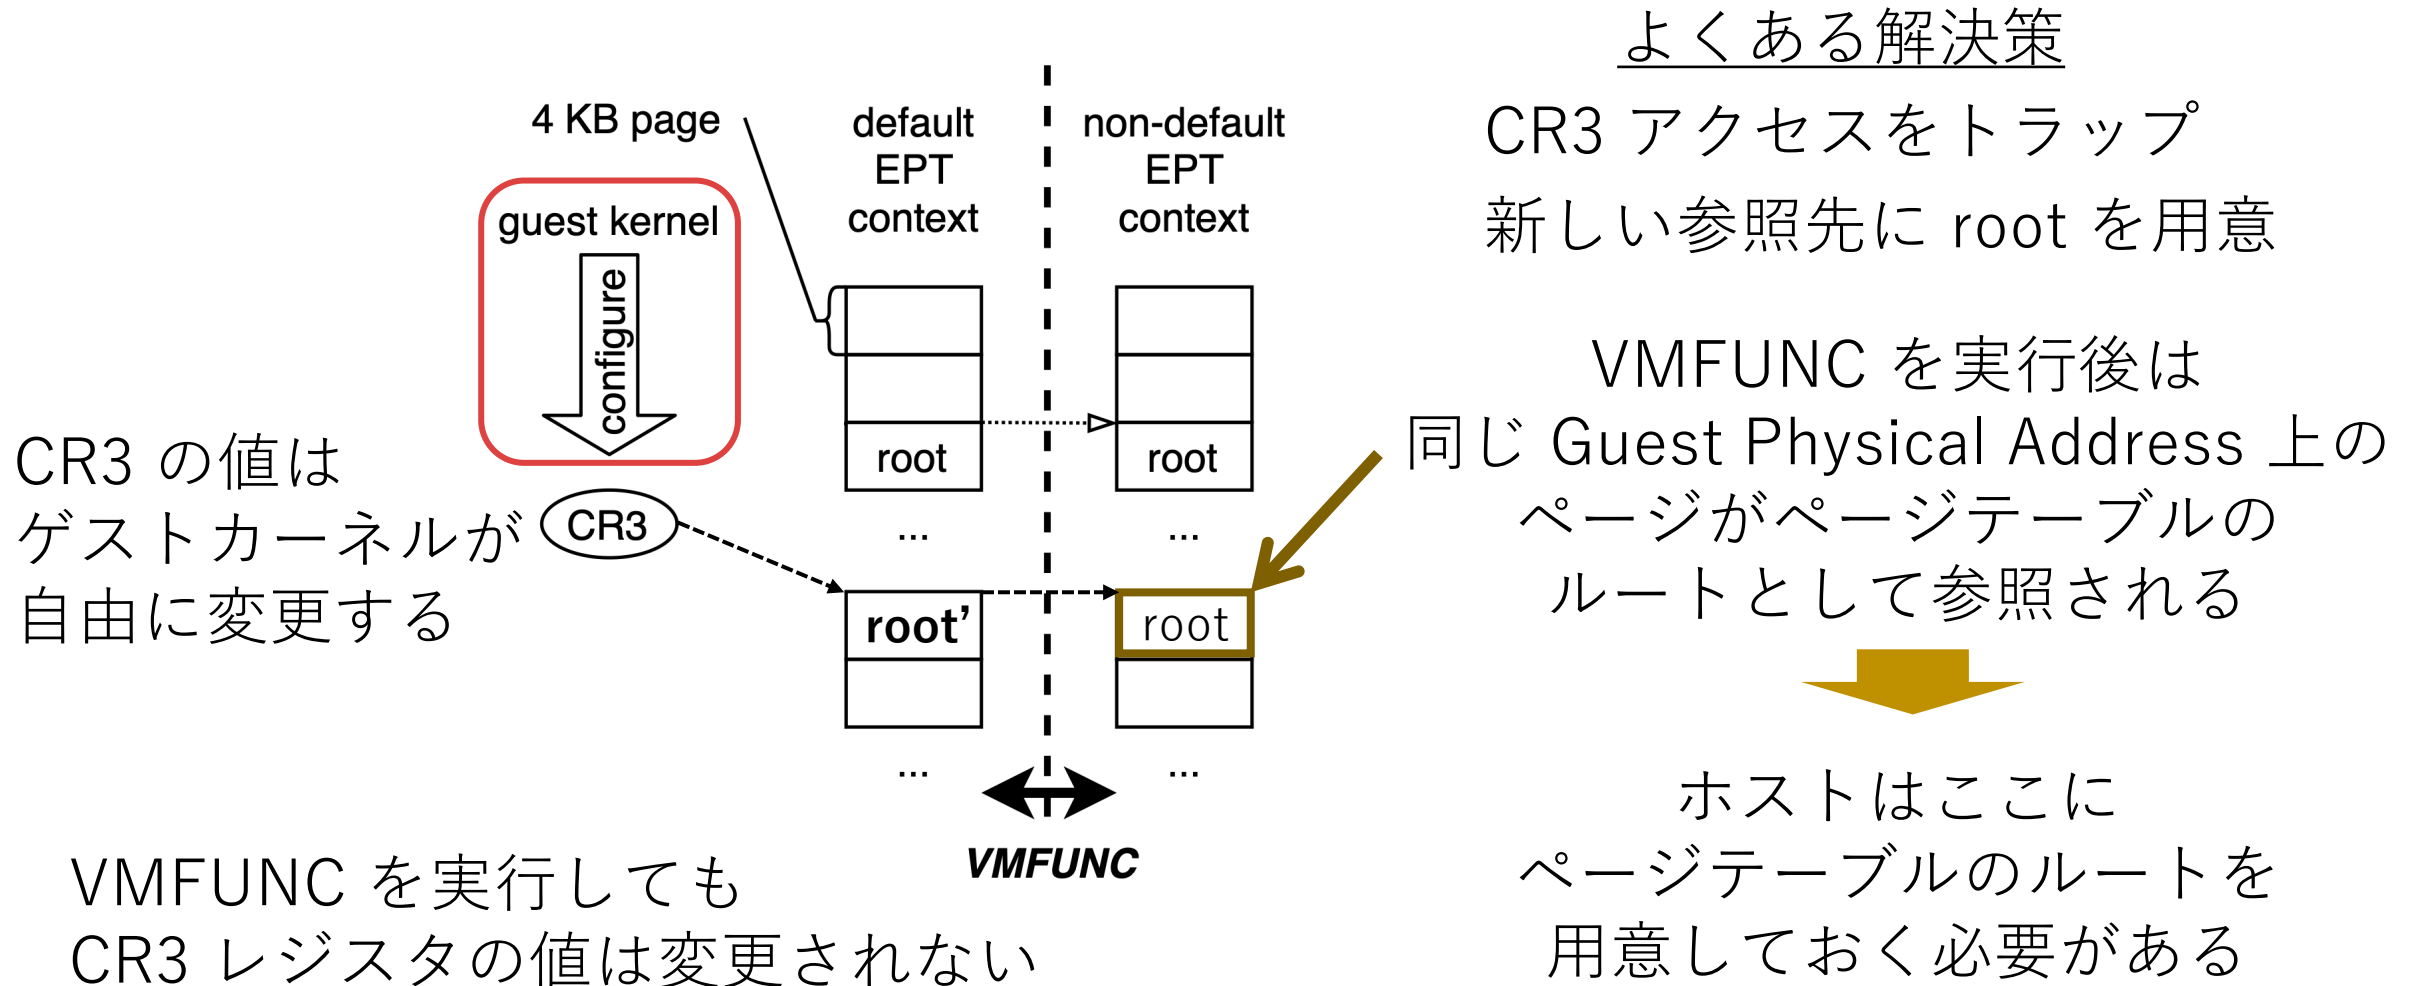 よくある解決策
CR3 アクセスをトラップ
新しい参照先に root を用意
4 KB page
default
EPT
context
non-default
EPT
context
guest kernel
configure
CR3
root
root
...
...
root’
root
...
...
VMFUNC
CR3 の値は
ゲストカーネルが
自由に変更する
VMFUNC を実行後は
同じ Guest Physical Address 上の
ページがページテーブルの
ルートとして参照される
ホストはここに
ページテーブルのルートを
用意しておく必要がある
VMFUNC を実行しても
CR3 レジスタの値は変更されない